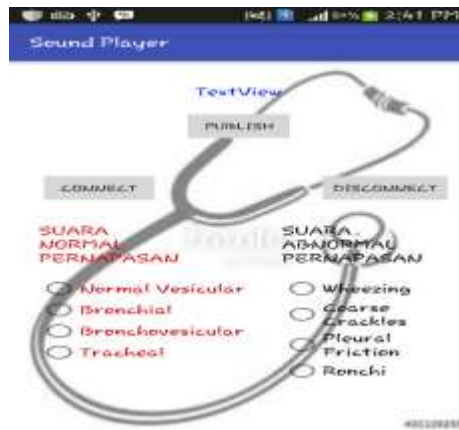 2:41 PM
Sound Player
TextView
PUBLISH
CONNECT
DISCONNECT
SUARA
NORMAL
PERNAPASAN
Normal Vesicular
Bronchial
Bronchovesicular
Tracheal
SUARA
ABNORMAL
PERNAPASAN
Wheezing
Coarse
Crackles
Pleural
Friction
Ronchi